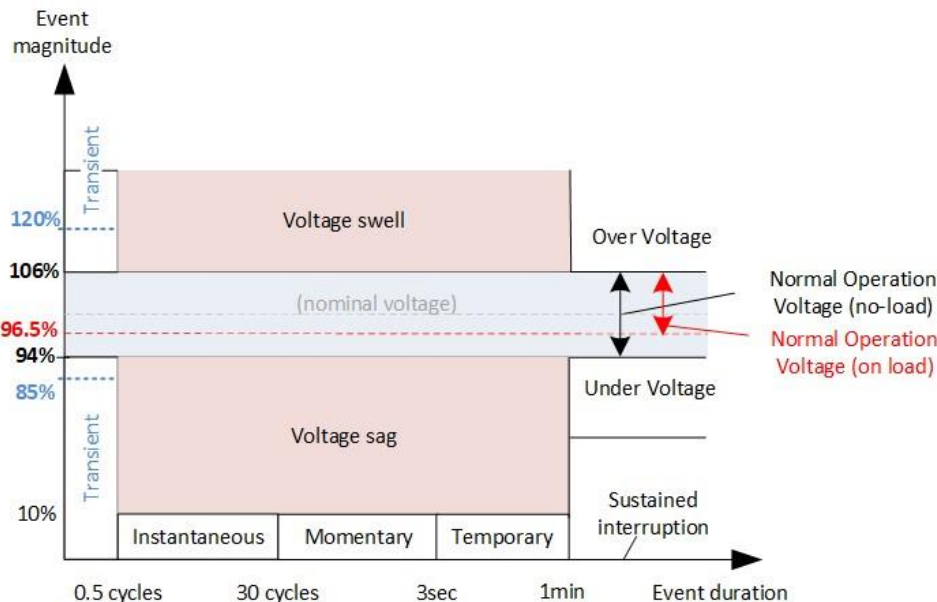 Event
magnitude
Transient
120%
Voltage swell
Over Voltage
106%
(nominal voltage)
Normal Operation
Voltage (no-load)
96.5%
94%
Normal Operation
Voltage (on load)
85%
Under Voltage
Transient
Voltage sag
10%
Sustained
interruption
Instantaneous
Momentary
Temporary
0.5 cycles
30 cycles
3sec
1min
Event duration